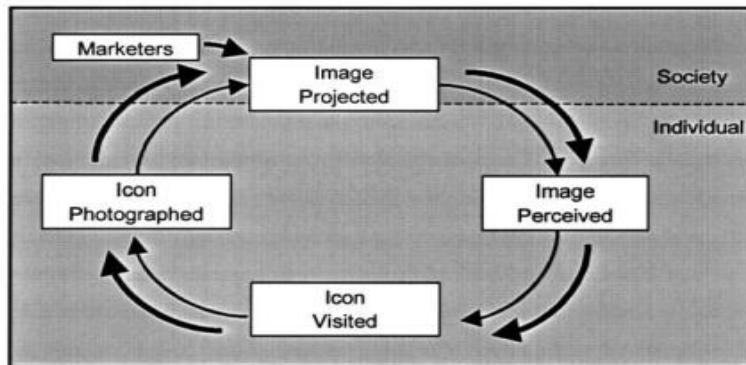 Marketers
Image
Projected
Society
Individual
Icon
Photographed
Image
Perceived
Icon
Visited